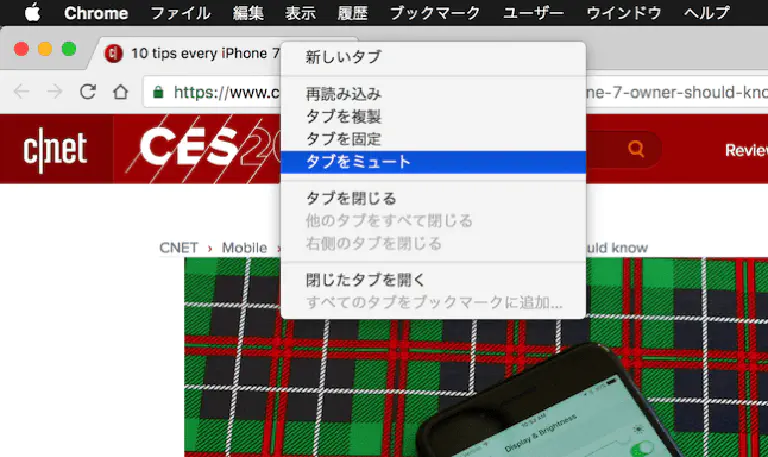 Chrome ファイル 編集 表示 履歴 ブックマーク ユーザー ウインドウ ヘルプ
10 tips every iPhone 7
新しいタブ
https://www.c
ne-7-owner-should-kno
再読み込み
タブを複製
タブを固定
タブをミュート
c|net
CES20
Review
タブを閉じる
他のタブをすべて閉じる
右側のタブを閉じる
CNET › Mobile ›
uld know
閉じたタブを開く
すべてのタブをブックマークに追加...
Display & Brightness